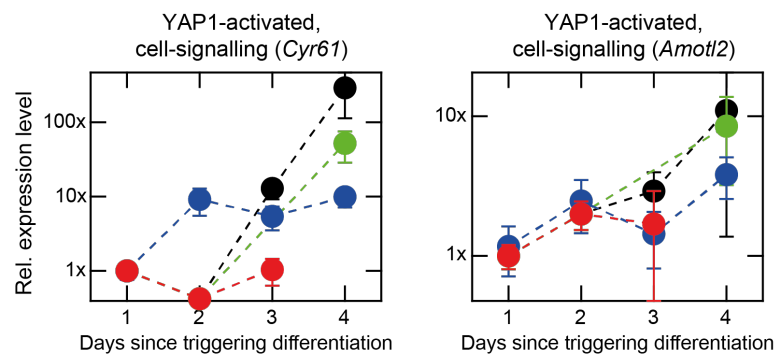 YAP1-activated,
cell-signalling (Cyr61)
YAP1-activated,
cell-signalling (Amotl2)
Rel. expression level
100x
10x
1x
1 2 3 4
Days since triggering differentiation
10x
1x
1 2 3 4
Days since triggering differentiation